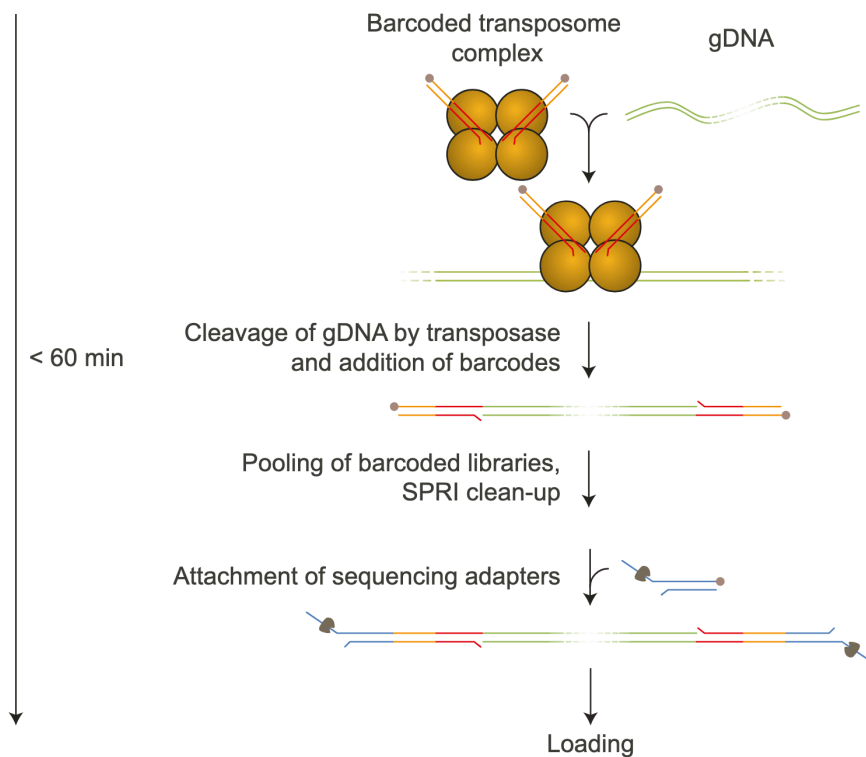 Barcoded transposome
complex
gDNA
Cleavage of gDNA by transposase
and addition of barcodes
< 60 min
Pooling of barcoded libraries,
SPRI clean-up
Attachment of sequencing adapters
Loading